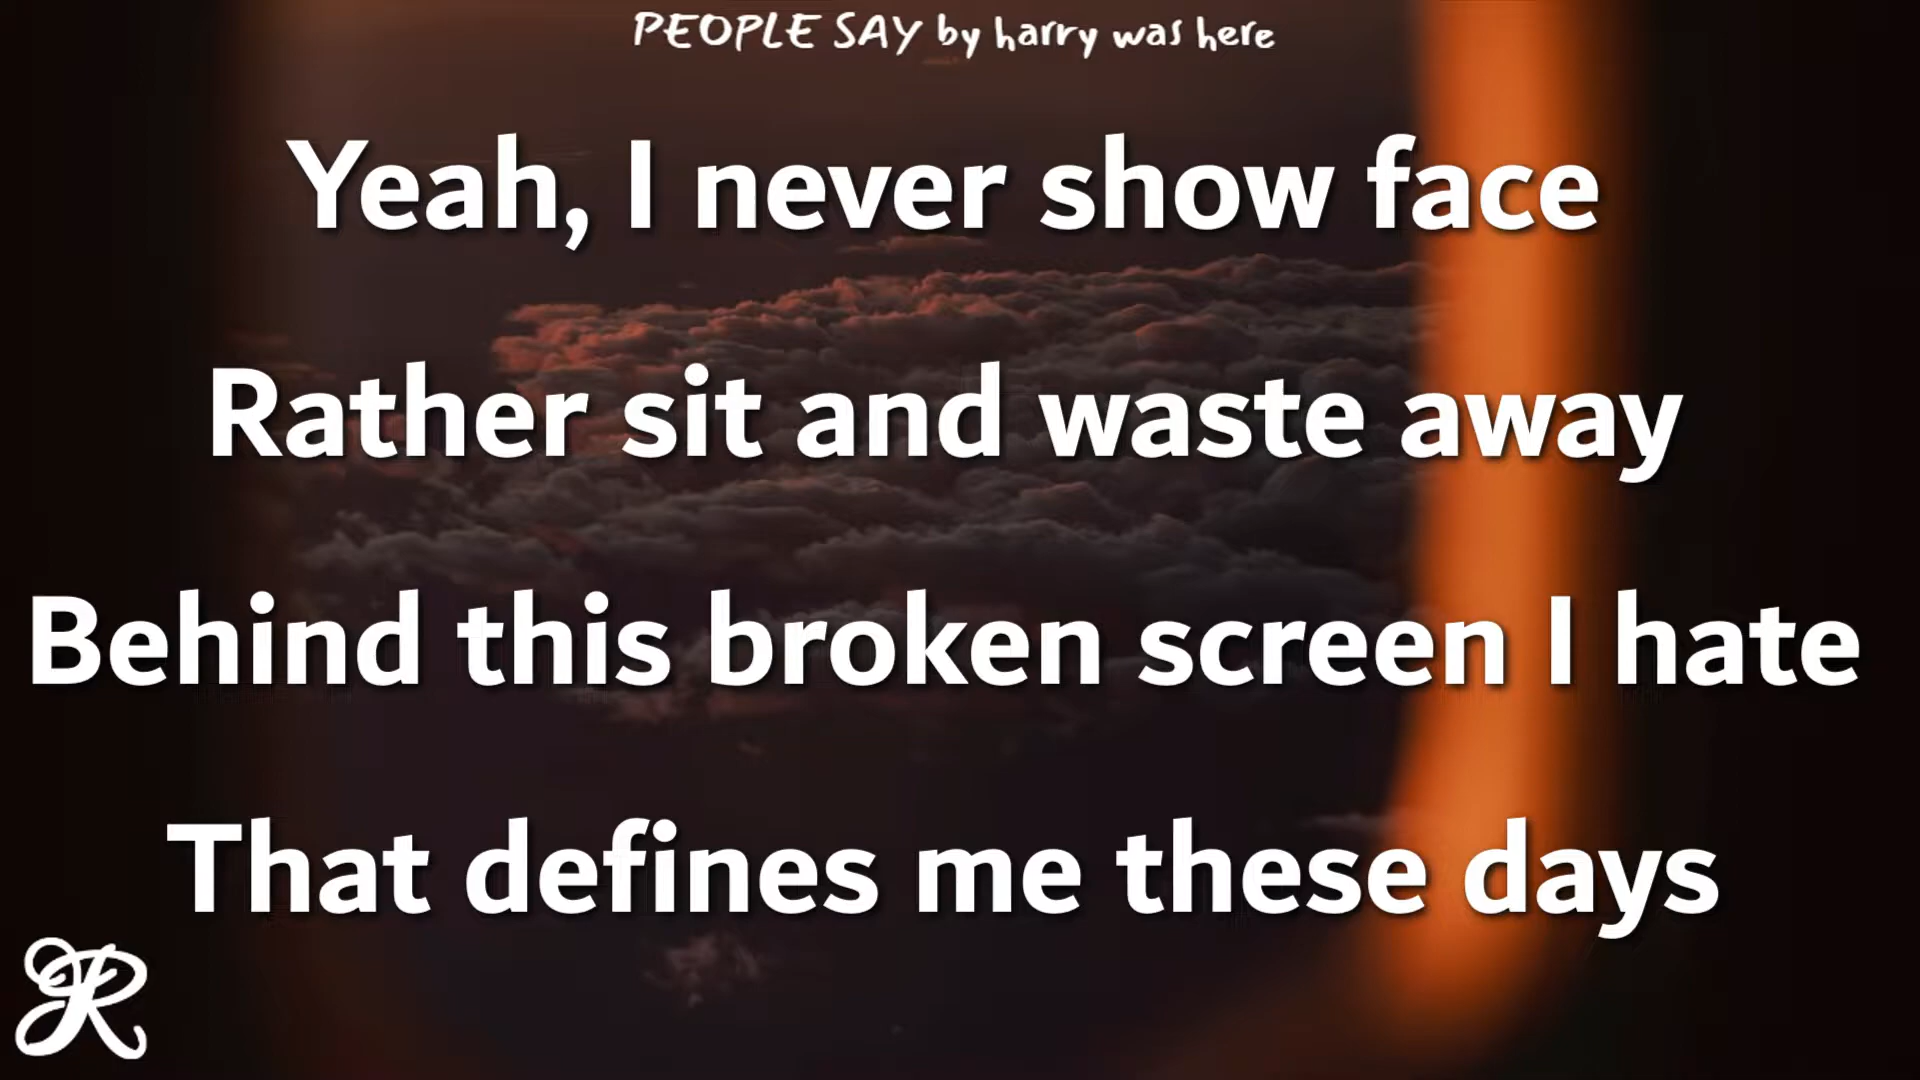 PEOPLE SAY by harry was here
Yeah, I never show face
Rather sit and waste away
Behind this broken screen I hate
That defines me these days
R